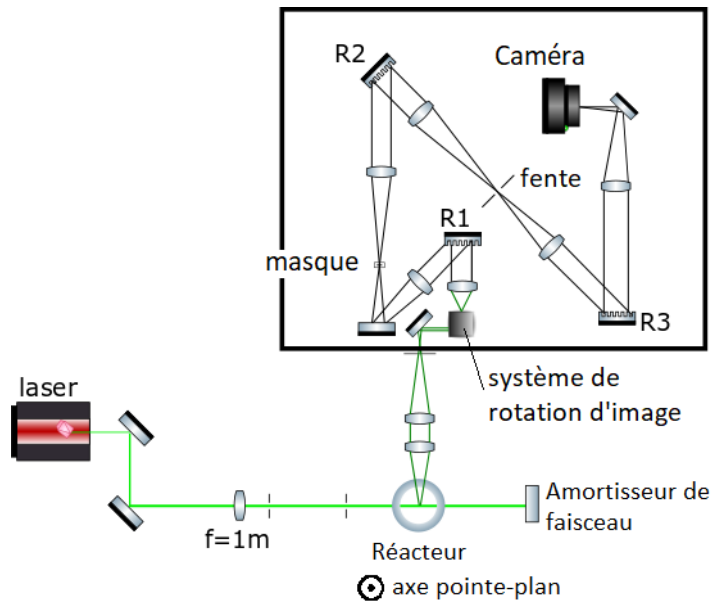 R2
Caméra
fente
R1
masque
R3
système de
rotation d'image
laser
f=1m
Réacteur
Amortisseur de
faisceau
axe pointe-plan